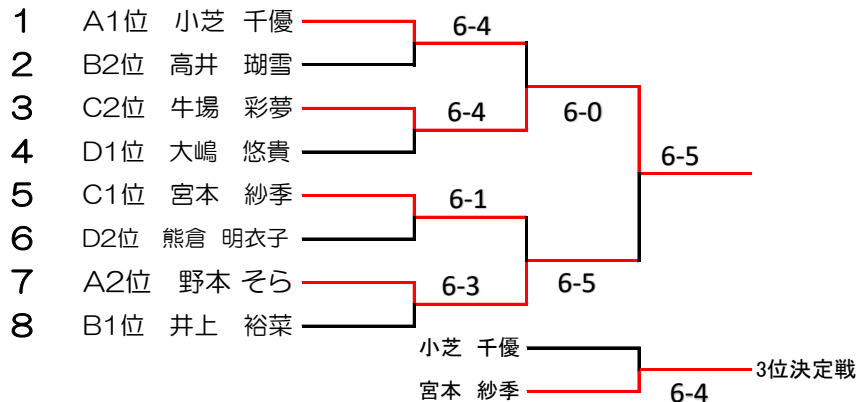 1 A1位 小芝 千優
6-4
2 B2位 高井 瑚雪
3 C2位 牛場 彩夢
6-4
6-0
4 D1位 大嶋 悠貴
6-5
5 C1位 宮本 紗季
6-1
6 D2位 熊倉 明衣子
7 A2位 野本 そら
6-3
6-5
8 B1位 井上 裕菜
小芝 千優
3位決定戦
宮本 紗季
6-4